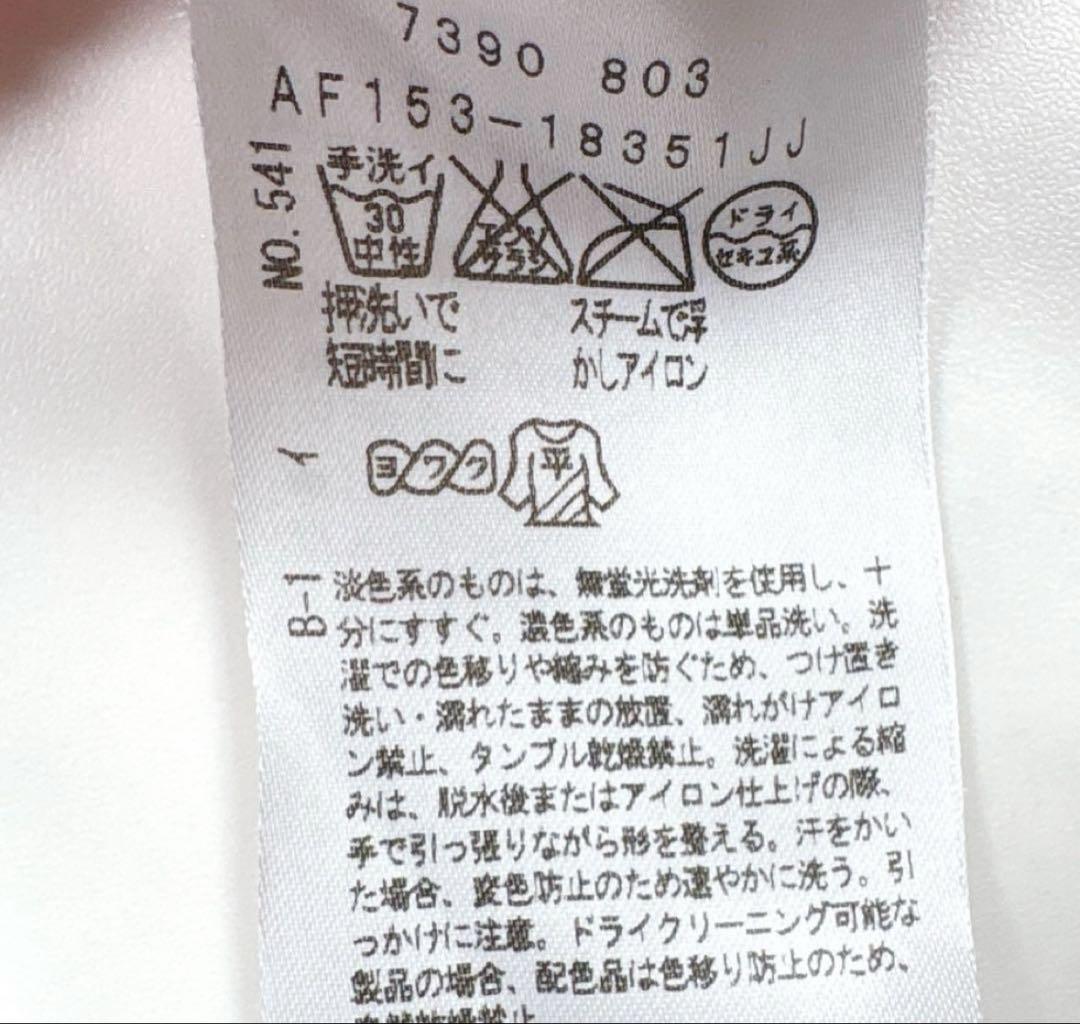 7390 803
AF153-18351JJ
NO.541
手洗イ
30
中性
エンソ
サラシ
ドライ
セキユ系
押洗いで
短時間に
スチームで浮
かしアイロン
イ
ヨワク
平
B-1
淡色系のものは、無蛍光洗剤を使用し、十
分にすすぐ。濃色系のものは単品洗い。洗
濯での色移りや縮みを防ぐため、つけ置き
洗い・濡れたままの放置、濡れがけアイロ
ン禁止、タンブル乾燥禁止。洗濯による縮
みは、脱水後またはアイロン仕上げの際、
手で引っ張りながら形を整える。汗をかい
た場合、変色防止のため速やかに洗う。引
っかけに注意。ドライクリーニング可能な
製品の場合、配色品は色移り防止のため、